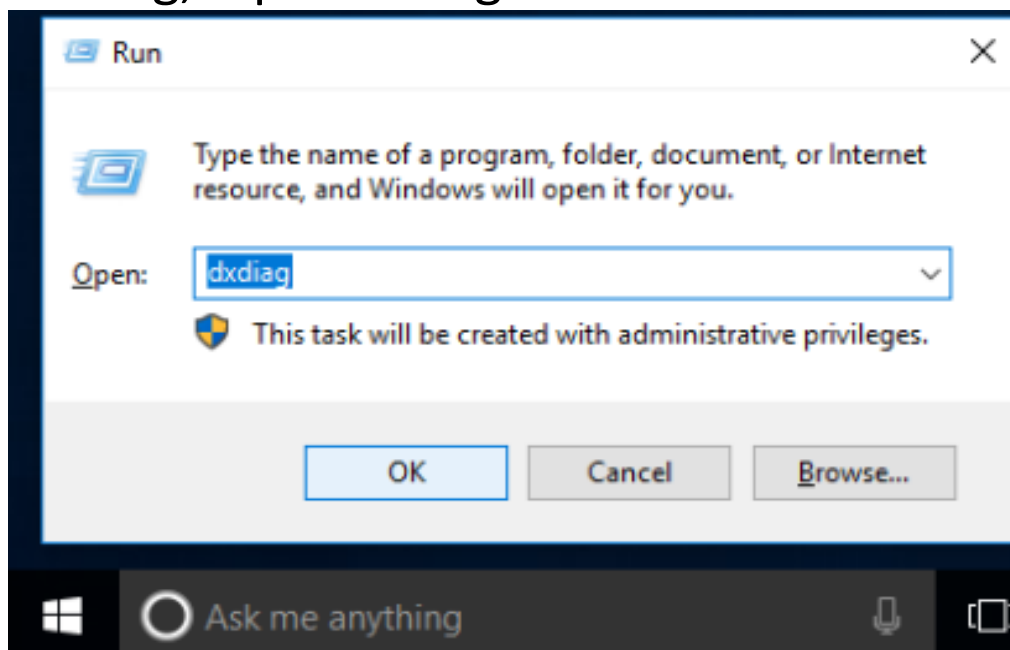 Run
Type the name of a program, folder, document, or Internet
resource, and Windows will open it for you.
Open:
dxdiag
This task will be created with administrative privileges.
OK
Cancel
Browse...
Ask me anything